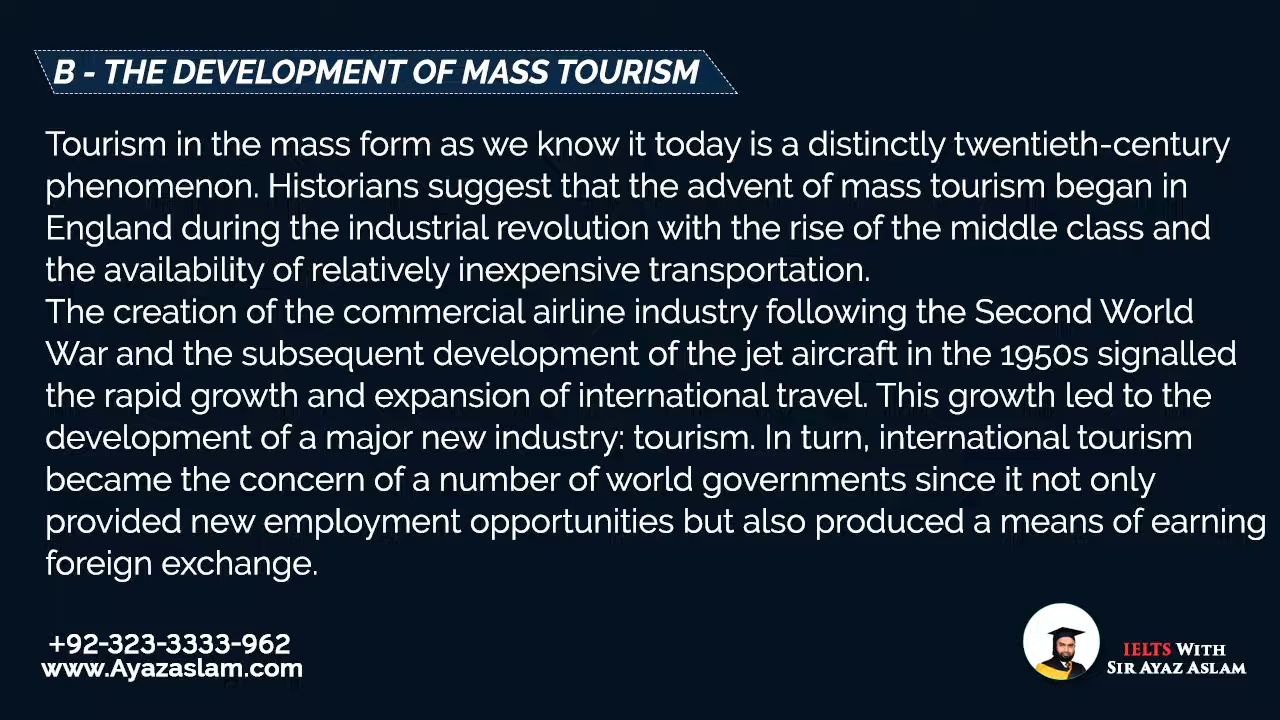 B - THE DEVELOPMENT OF MASS TOURISM
Tourism in the mass form as we know it today is a distinctly twentieth-century
phenomenon. Historians suggest that the advent of mass tourism began in
England during the industrial revolution with the rise of the middle class and
the availability of relatively inexpensive transportation.
The creation of the commercial airline industry following the Second World
War and the subsequent development of the jet aircraft in the 1950s signalled
the rapid growth and expansion of international travel. This growth led to the
development of a major new industry: tourism. In turn, international tourism
became the concern of a number of world governments since it not only
provided new employment opportunities but also produced a means of earning
foreign exchange.
+92-323-3333-962
www.Ayazaslam.com
IELTS WITH
SIR AYAZ ASLAM